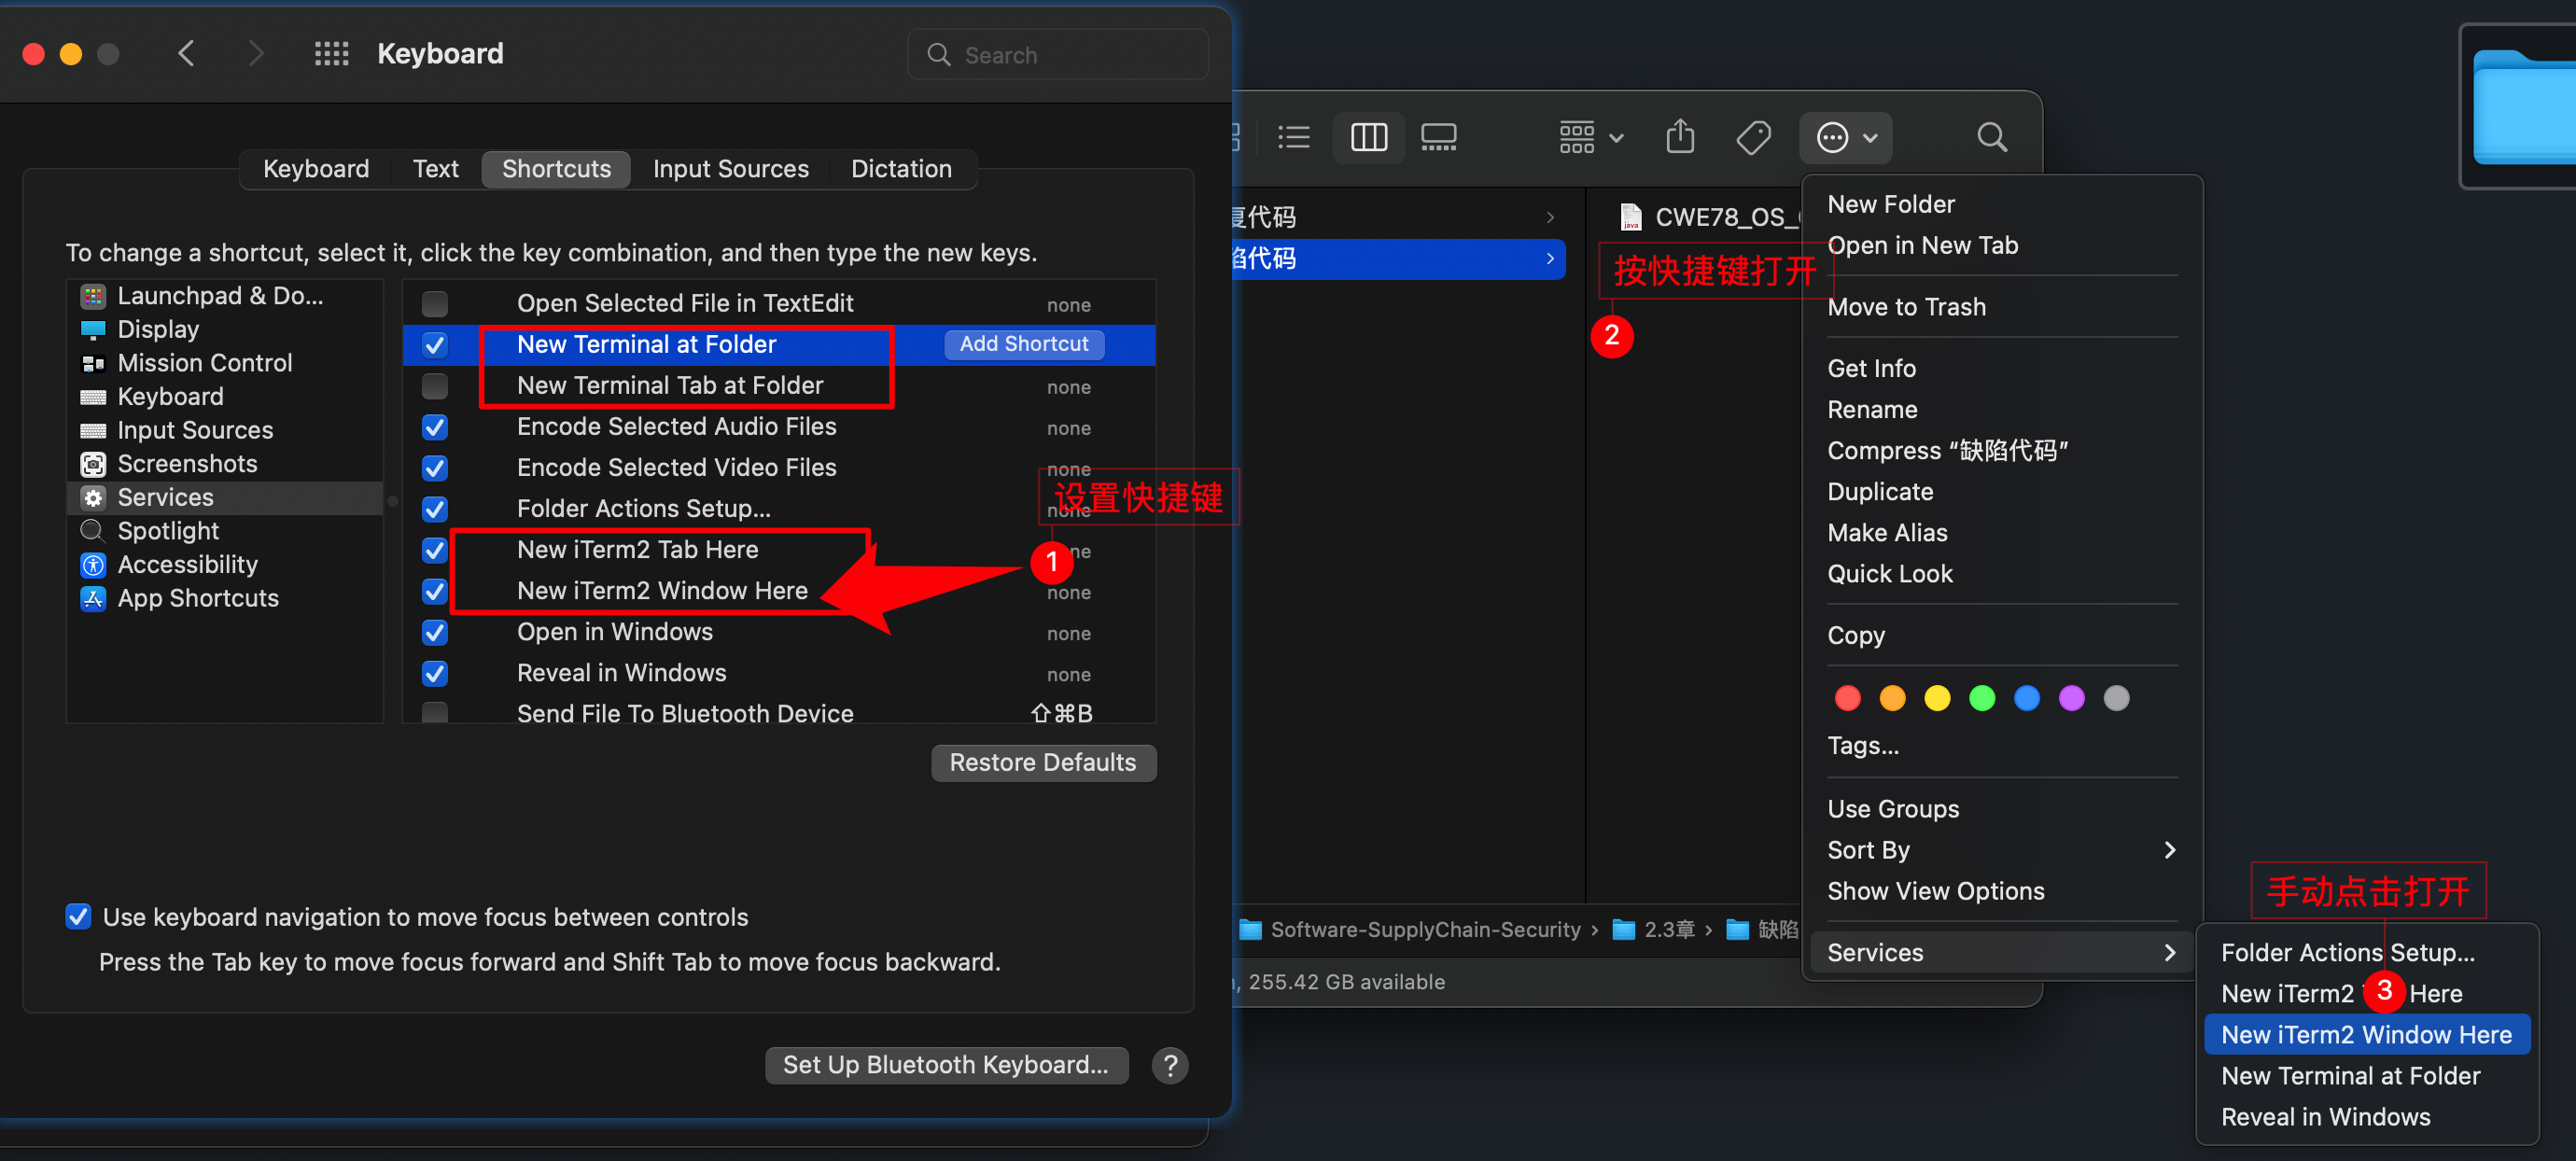 Keyboard
Search
Keyboard
Text
Shortcuts
Input Sources
Dictation
To change a shortcut, select it, click the key combination, and then type the new keys.
Launchpad & Do...
Display
Mission Control
Keyboard
Input Sources
Screenshots
Services
Spotlight
Accessibility
App Shortcuts
Open Selected File in TextEdit none
New Terminal at Folder Add Shortcut
New Terminal Tab at Folder none
Encode Selected Audio Files none
Encode Selected Video Files none
Folder Actions Setup... none
New iTerm2 Tab Here
New iTerm2 Window Here none
Open in Windows none
Reveal in Windows none
Send File To Bluetooth Device ⇧⌘B
设置快捷键
1
Restore Defaults
Use keyboard navigation to move focus between controls
Press the Tab key to move focus forward and Shift Tab to move focus backward.
Set Up Bluetooth Keyboard...
?
复代码
陷代码
java
CWE78_OS_
按快捷键打开
2
Software-SupplyChain-Security › 2.3章 › 缺陷
, 255.42 GB available
New Folder
Open in New Tab
Move to Trash
Get Info
Rename
Compress “缺陷代码”
Duplicate
Make Alias
Quick Look
Copy
Tags...
Use Groups
Sort By
Show View Options
Services
手动点击打开
3
Folder Actions Setup...
New iTerm2 Here
New iTerm2 Window Here
New Terminal at Folder
Reveal in Windows